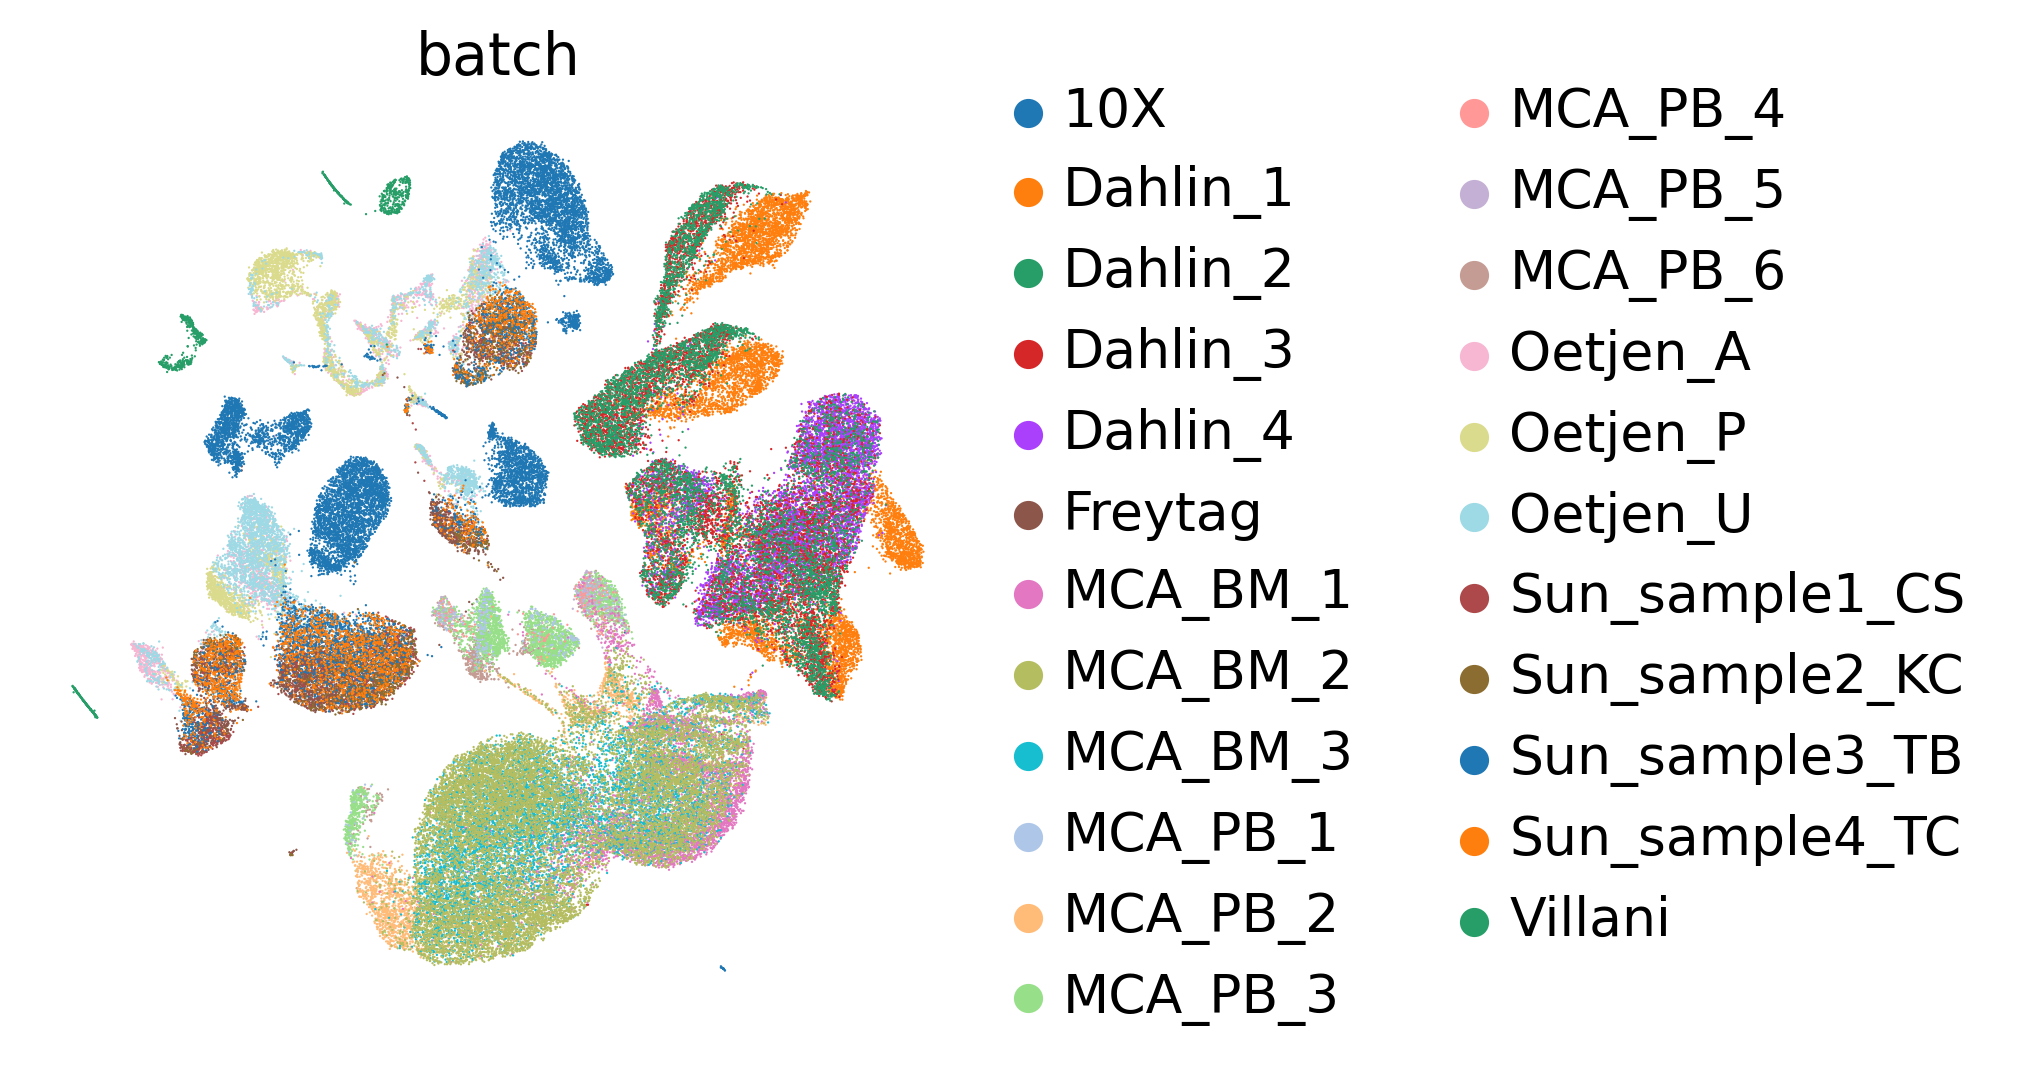 batch
10X
Dahlin_1
Dahlin_2
Dahlin_3
Dahlin_4
Freytag
MCA_BM_1
MCA_BM_2
MCA_BM_3
MCA_PB_1
MCA_PB_2
MCA_PB_3
MCA_PB_4
MCA_PB_5
MCA_PB_6
Oetjen_A
Oetjen_P
Oetjen_U
Sun_sample1_CS
Sun_sample2_KC
Sun_sample3_TB
Sun_sample4_TC
Villani